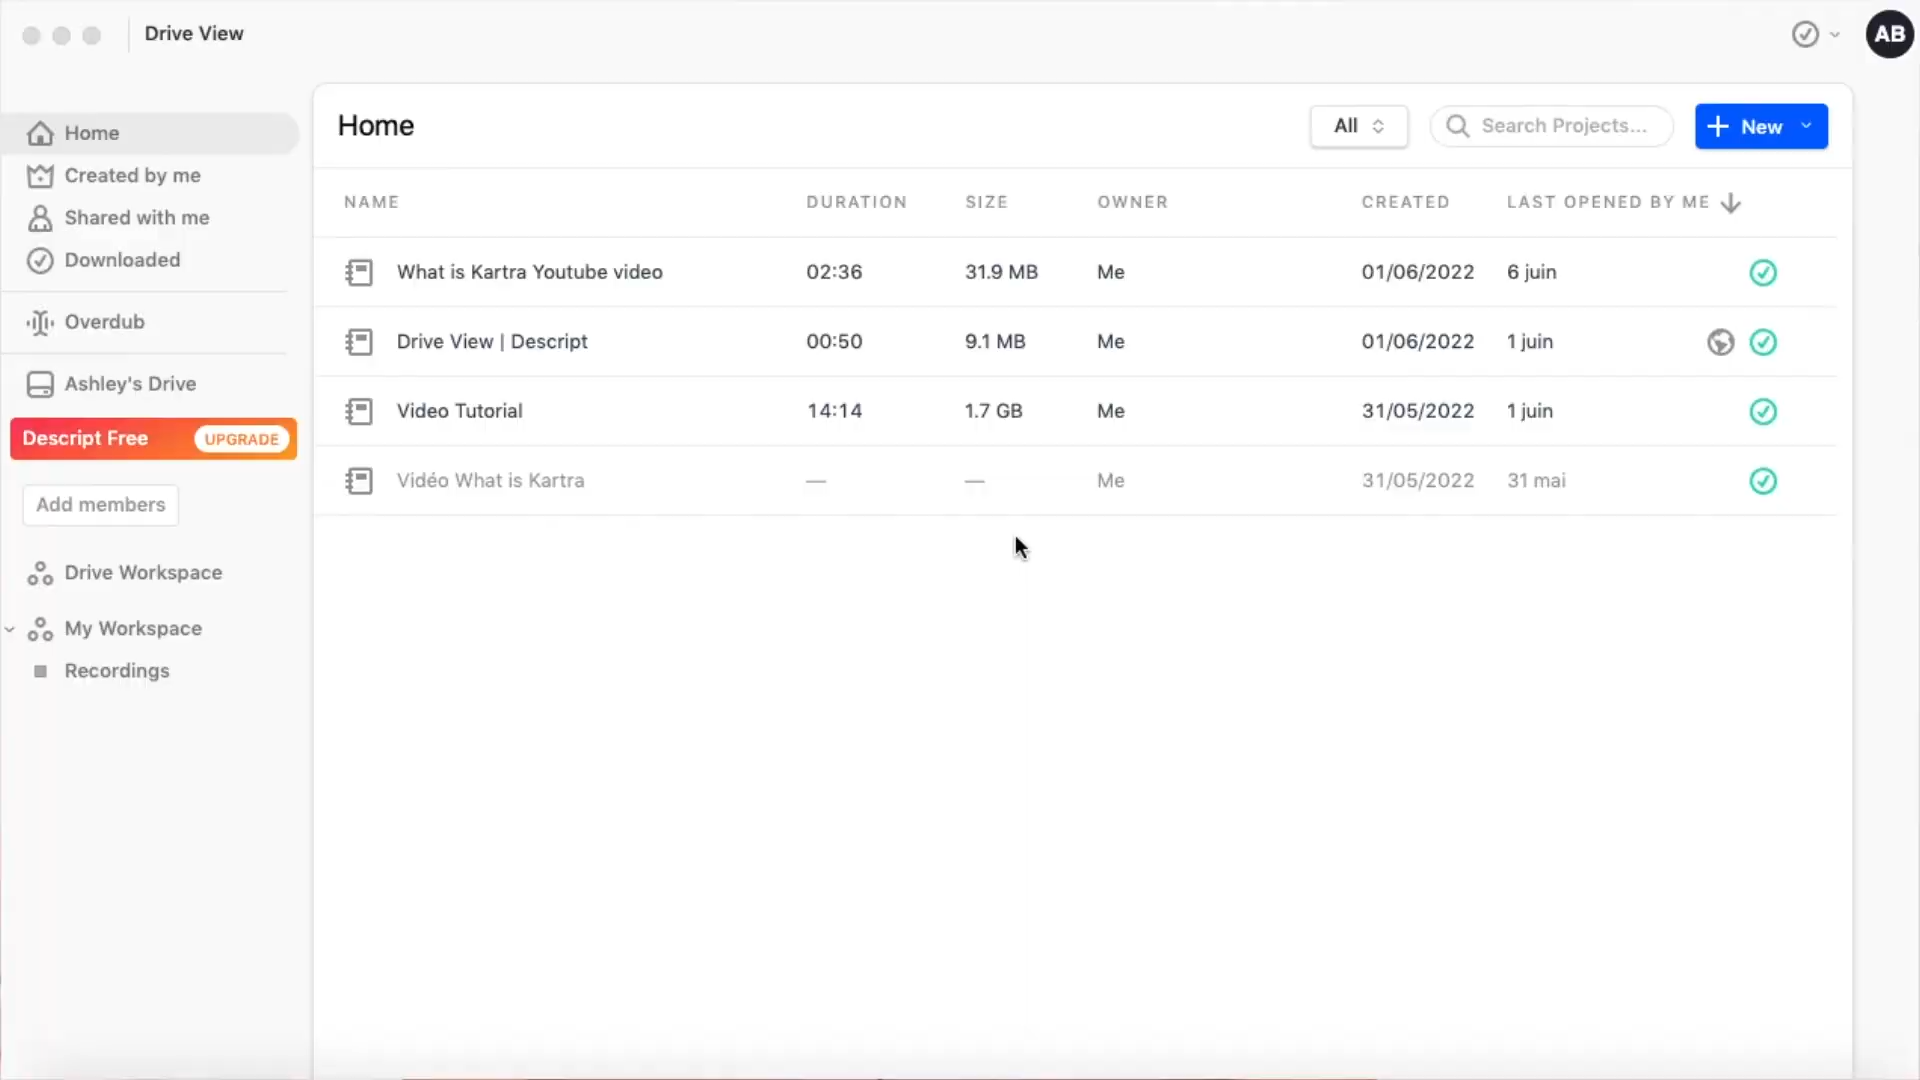 Drive View
AB
Home
Created by me
Shared with me
Downloaded
Overdub
Ashley's Drive
Descript Free UPGRADE
Add members
Drive Workspace
My Workspace
Recordings
Home
All
Search Projects...
New
NAME DURATION SIZE OWNER CREATED LAST OPENED BY ME
What is Kartra Youtube video 02:36 31.9 MB Me 01/06/2022 6 juin
Drive View | Descript 00:50 9.1 MB Me 01/06/2022 1 juin
Video Tutorial 14:14 1.7 GB Me 31/05/2022 1 juin
Vidéo What is Kartra — — Me 31/05/2022 31 mai